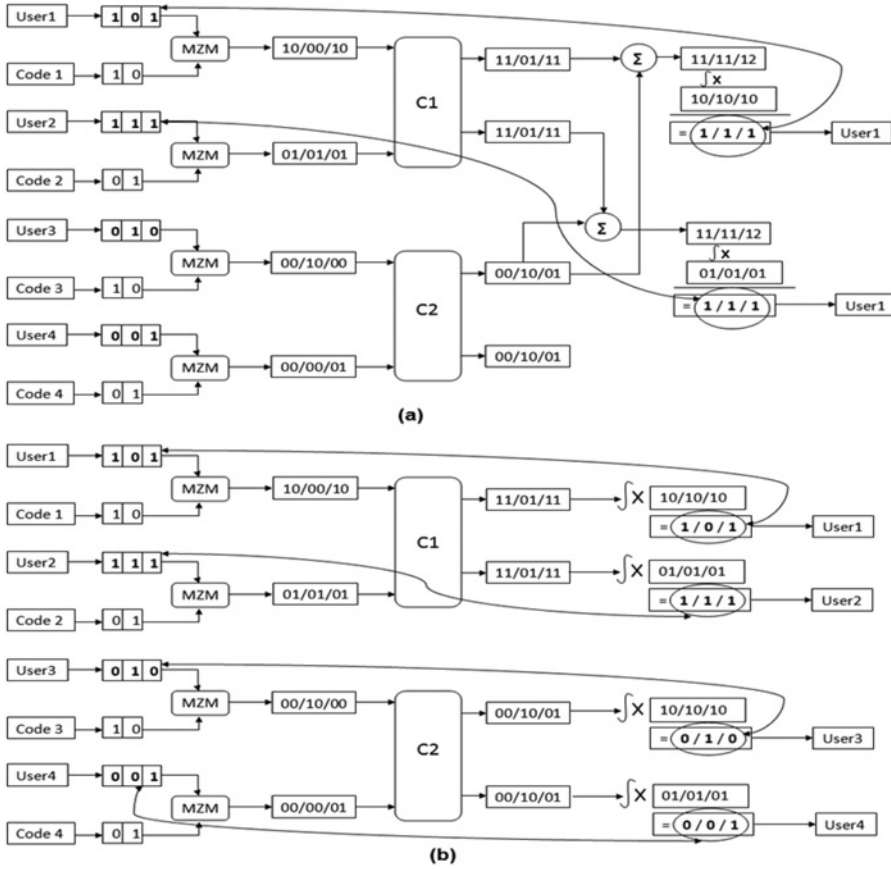 User1
1 0 1
MZM
10/00/10
Code 1
1 0
User2
1 1 1
MZM
01/01/01
Code 2
0 1
C1
11/01/11
11/01/11
Σ
11/11/12
∫x
10/10/10
= 1 / 1 / 1
User1
User3
0 1 0
MZM
00/10/00
Code 3
1 0
User4
0 0 1
MZM
00/00/01
Code 4
0 1
C2
00/10/01
00/10/01
Σ
11/11/12
∫x
01/01/01
= 1 / 1 / 1
User1
(a)
User1
1 0 1
MZM
10/00/10
Code 1
1 0
User2
1 1 1
MZM
01/01/01
Code 2
0 1
C1
11/01/11
∫X
10/10/10
= 1 / 0 / 1
User1
11/01/11
∫X
01/01/01
= 1 / 1 / 1
User2
User3
0 1 0
MZM
00/10/00
Code 3
1 0
User4
0 0 1
MZM
00/00/01
Code 4
0 1
C2
00/10/01
∫X
10/10/10
= 0 / 1 / 0
User3
00/10/01
∫X
01/01/01
= 0 / 0 / 1
User4
(b)